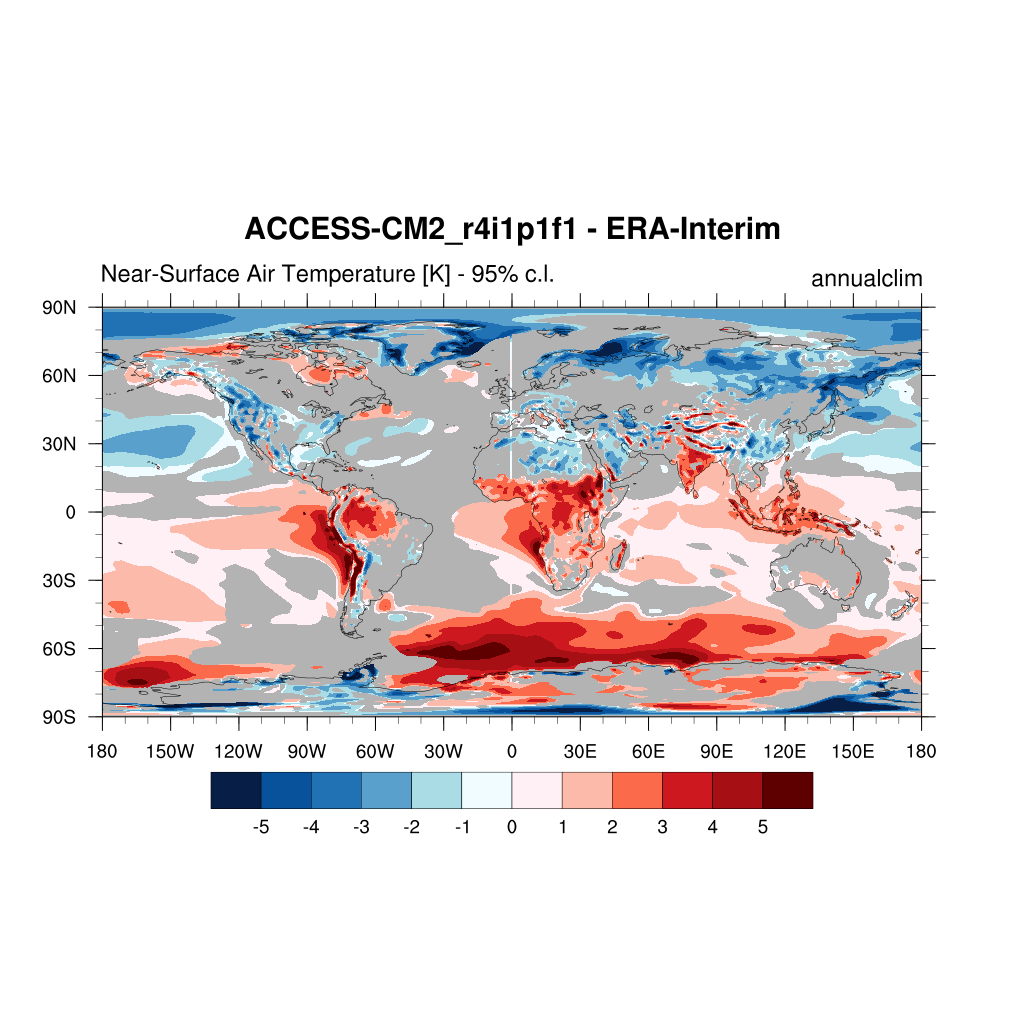 ACCESS-CM2_r4i1p1f1 - ERA-Interim
Near-Surface Air Temperature [K] - 95% c.l.
annualclim
90N
60N
30N
0
30S
60S
90S
180 150W 120W 90W 60W 30W 0 30E 60E 90E 120E 150E 180
-5 -4 -3 -2 -1 0 1 2 3 4 5